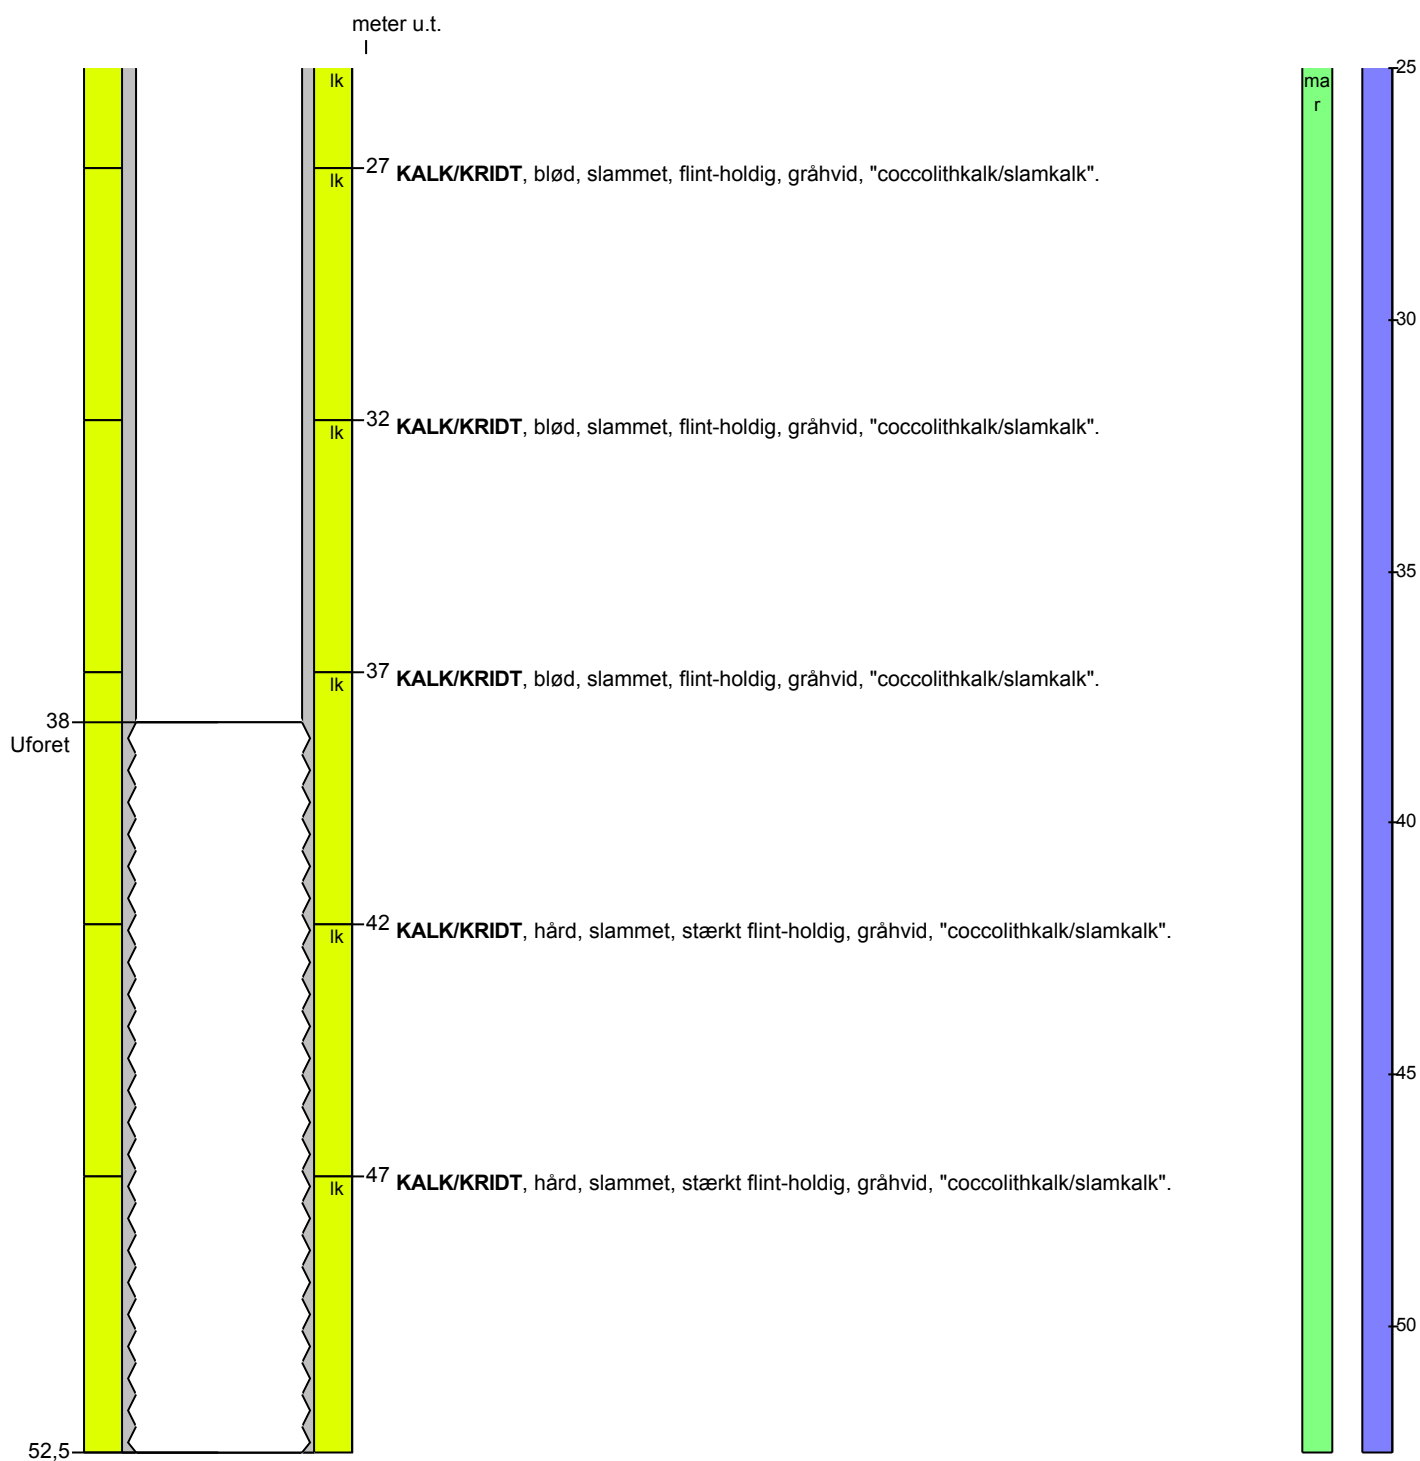 meter u.t.
lk
ma
r
25
27 KALK/KRIDT, blød, slammet, flint-holdig, gråhvid, "coccolithkalk/slamkalk".
lk
30
32 KALK/KRIDT, blød, slammet, flint-holdig, gråhvid, "coccolithkalk/slamkalk".
lk
35
37 KALK/KRIDT, blød, slammet, flint-holdig, gråhvid, "coccolithkalk/slamkalk".
lk
38
Uforet
40
42 KALK/KRIDT, hård, slammet, stærkt flint-holdig, gråhvid, "coccolithkalk/slamkalk".
lk
45
47 KALK/KRIDT, hård, slammet, stærkt flint-holdig, gråhvid, "coccolithkalk/slamkalk".
lk
50
52,5